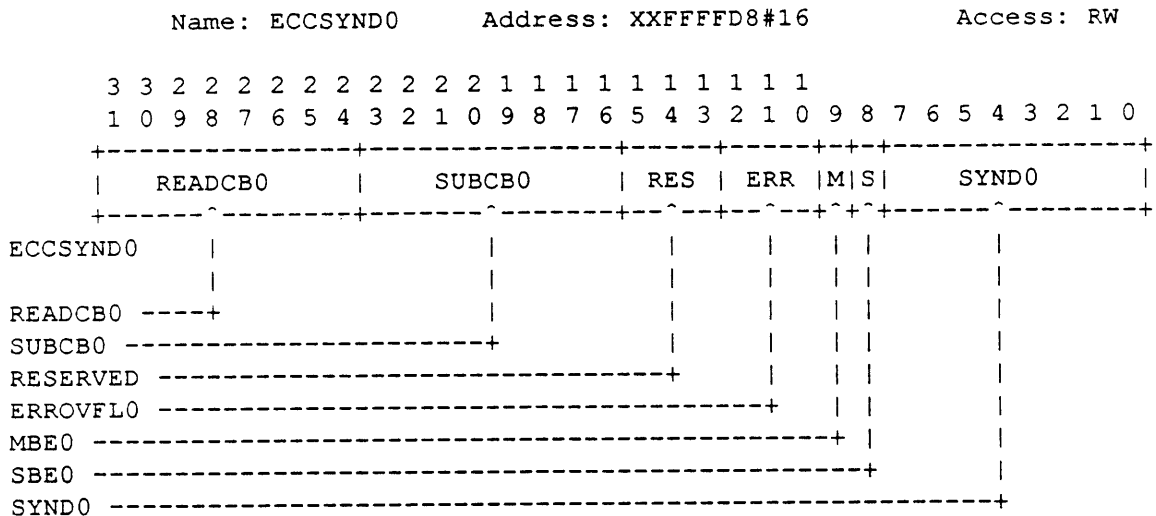 Name: ECCSYND0 Address: XXFFFFD8#16 Access: RW
3 3 2 2 2 2 2 2 2 2 2 2 1 1 1 1 1 1 1 1 1 1
1 0 9 8 7 6 5 4 3 2 1 0 9 8 7 6 5 4 3 2 1 0 9 8 7 6 5 4 3 2 1 0
+---------------+---------------+-----+-----+-+-+---------------+
| READCB0 | SUBCB0 | RES | ERR |M|S| SYND0 |
+------^--------+-------^-------+--^--+--^--+^+^+------^--------+
ECCSYND0 | | | | | | |
| | | | | | |
READCB0 ----+ | | | | | |
SUBCB0 ----------------------+ | | | | |
RESERVED -------------------------------+ | | | |
ERROVFL0 -------------------------------------+ | | |
MBE0 ---------------------------------------------+ | |
SBE0 -----------------------------------------------+ |
SYND0 ------------------------------------------------------+